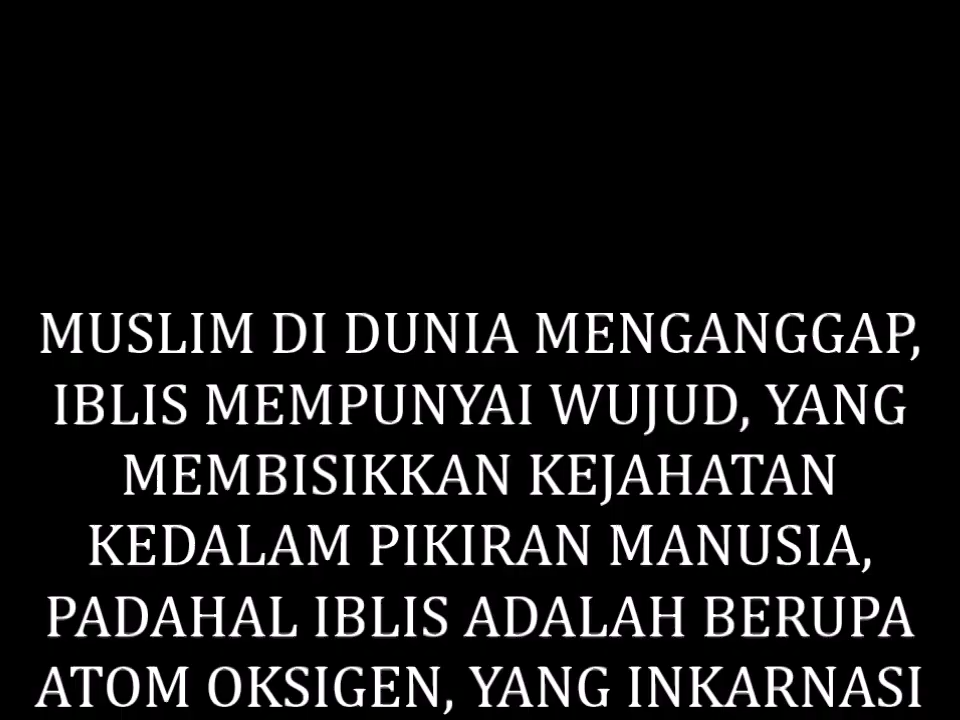 MUSLIM DI DUNIA MENGANGGAP,
IBLIS MEMPUNYAI WUJUD, YANG
MEMBISIKKAN KEJAHATAN
KEDALAM PIKIRAN MANUSIA,
PADAHAL IBLIS ADALAH BERUPA
ATOM OKSIGEN, YANG INKARNASI